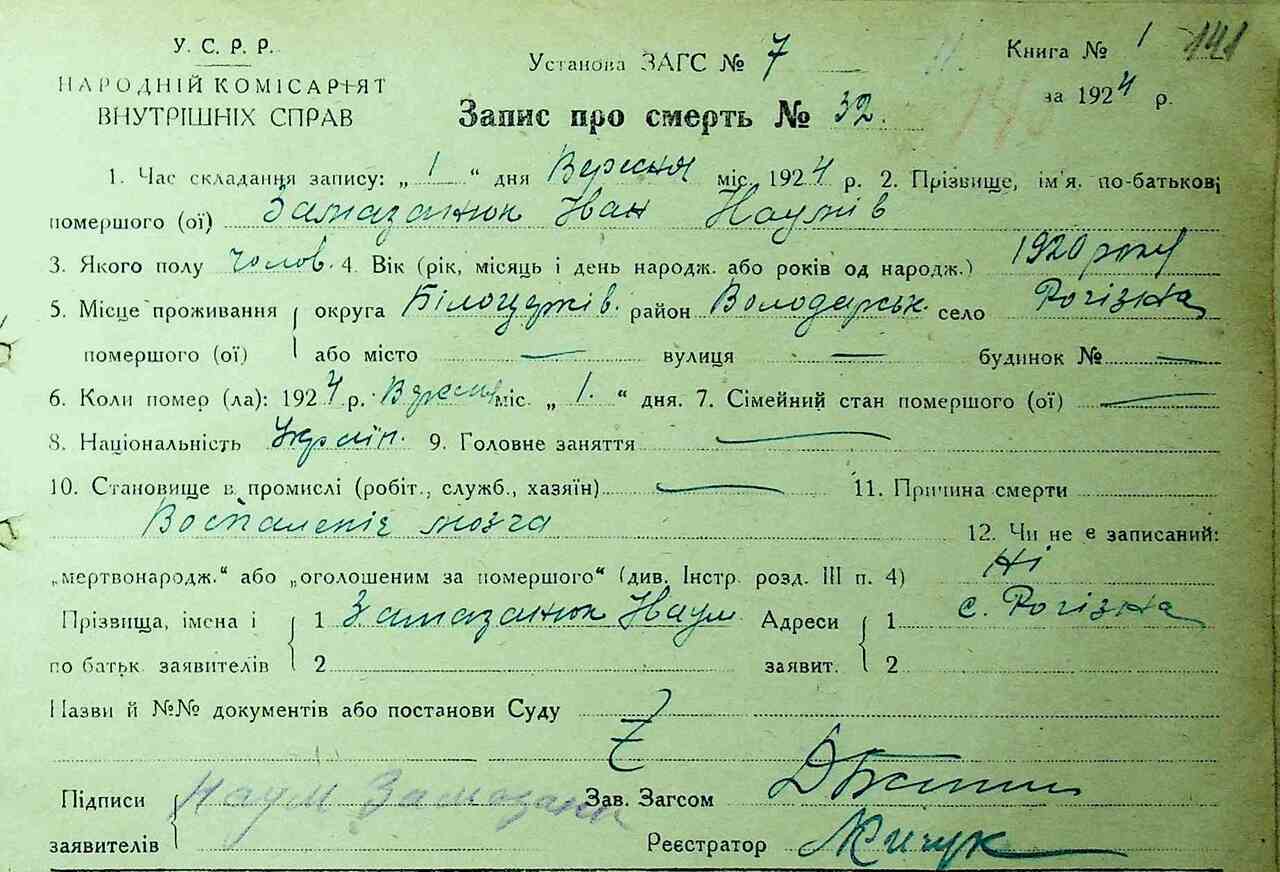 У. С. Р. Р.
НАРОДНІЙ КОМІСАРІЯТ
ВНУТРІШНІХ СПРАВ
Установа ЗАГС № 7
Книга № 1 141
за 1924 р.
Запис про смерть № 32.
1. Час складання запису: „ 1 “ дня Вересня міс. 1924 р. 2. Прізвище, ім'я. по-батькові
помершого (ої) Замазанюк Іван Наумів
3. Якого полу чолов. 4. Вік (рік, місяць і день народж. або років од народж.) 1920 року
5. Місце проживання округа Білоцерків. район Володарськ. село Рогізна
помершого (ої) або місто — вулиця — будинок № —
6. Коли помер (ла): 1924 р. Вересня міс. „ 1. “ дня. 7. Сімейний стан помершого (ої) —
8. Національність Україн. 9. Головне заняття —
10. Становище в промислі (робіт., служб., хазяїн) — 11. Причина смерти
Воспаленіе мозга 12. Чи не є записаний:
„мертвонародж.“ або „оголошеним за помершого“ (див. Інстр. розд. III п. 4) Ні
Прізвища, імена і 1 Замазанюк Наум Адреси 1 с. Рогізна
по батьк. заявителів 2 заявит. 2
Назви й №№ документів або постанови Суду
Підписи Наум Зав. Загсом
заявителів Реєстратор